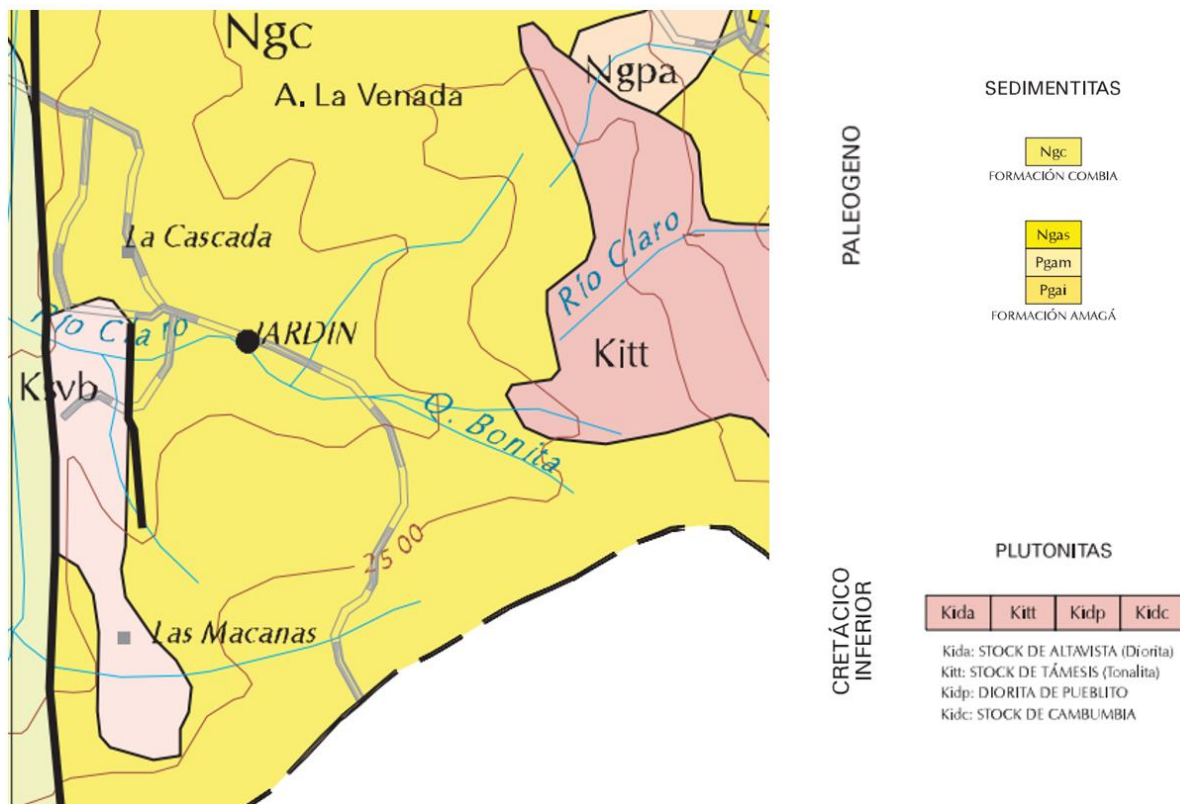 Ngc
A. La Venada
Ngpa
La Cascada
Río Claro
JARDIN
Río Claro
Kitt
Ksvb
Q. Bonita
2500
Las Macanas
PALEOGENO
SEDIMENTITAS
Ngc
FORMACIÓN COMBIA
Ngas
Pgam
Pgai
FORMACIÓN AMAGÁ
CRETÁCICO
INFERIOR
PLUTONITAS
Kida Kitt Kidp Kidc
Kida: STOCK DE ALTAVISTA (Diorita)
Kitt: STOCK DE TÁMESIS (Tonalita)
Kidp: DIORITA DE PUEBLITO
Kidc: STOCK DE CAMBUMBIA